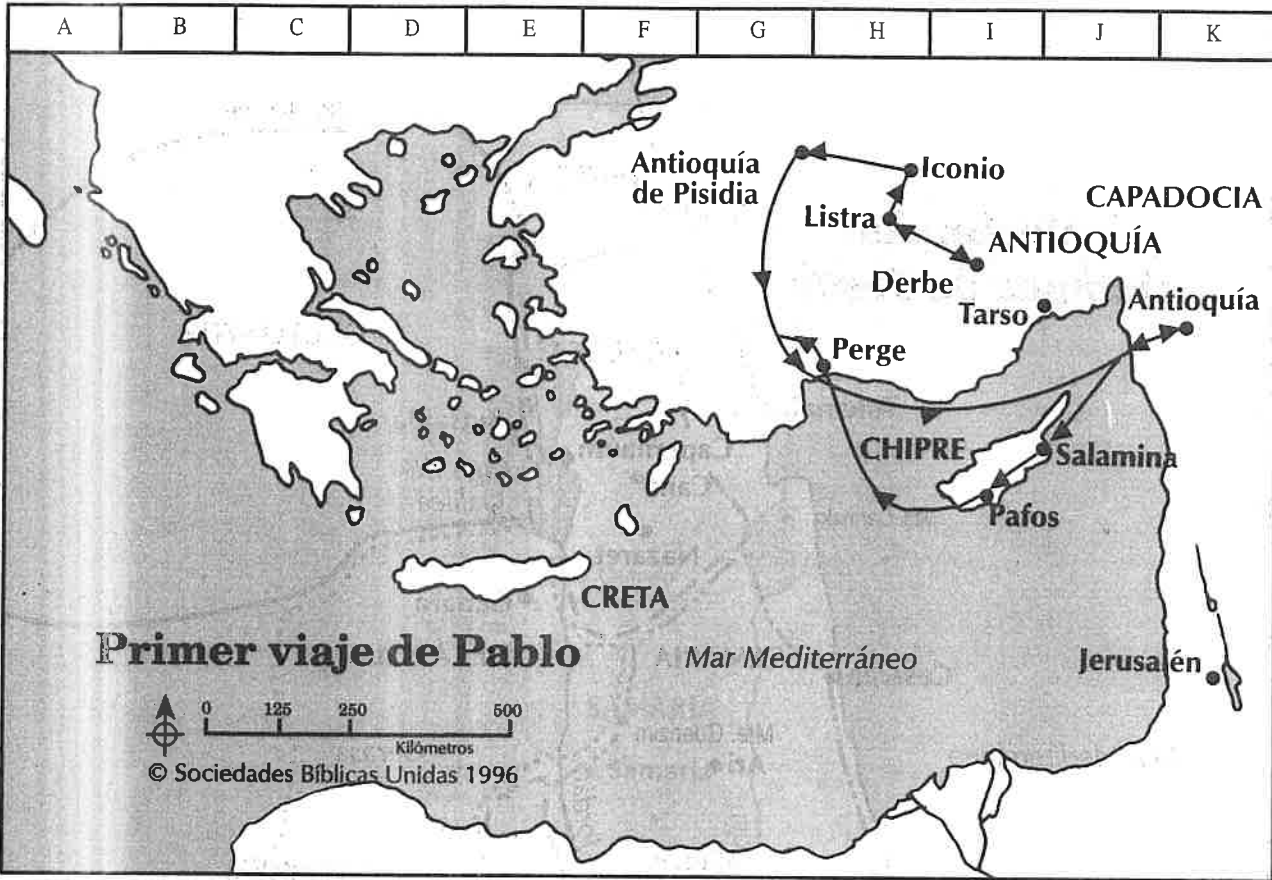 A B C D E F G H I J K
Antioquía
de Pisidia
Iconio
CAPADOCIA
Listra
ANTIOQUÍA
Derbe
Tarso
Antioquía
Perge
CHIPRE
Salamina
Pafos
CRETA
Primer viaje de Pablo
Mar Mediterráneo
Jerusalén
0 125 250 500
Kilómetros
© Sociedades Bíblicas Unidas 1996